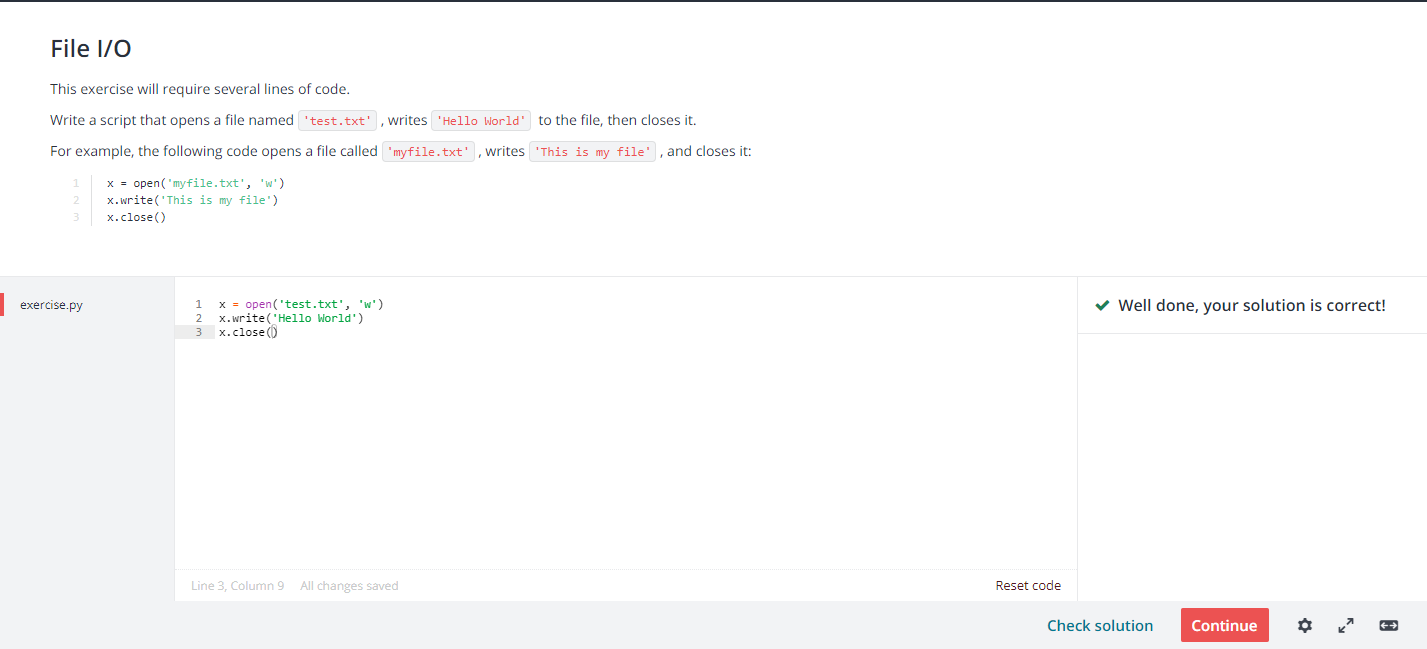 File I/O
This exercise will require several lines of code.
Write a script that opens a file named 'test.txt' , writes 'Hello World' to the file, then closes it.
For example, the following code opens a file called 'myfile.txt' , writes 'This is my file' , and closes it:
1 x = open('myfile.txt', 'w')
2 x.write('This is my file')
3 x.close()
exercise.py
1 x = open('test.txt', 'w')
2 x.write('Hello World')
3 x.close()
Well done, your solution is correct!
Line 3, Column 9 All changes saved
Reset code
Check solution
Continue